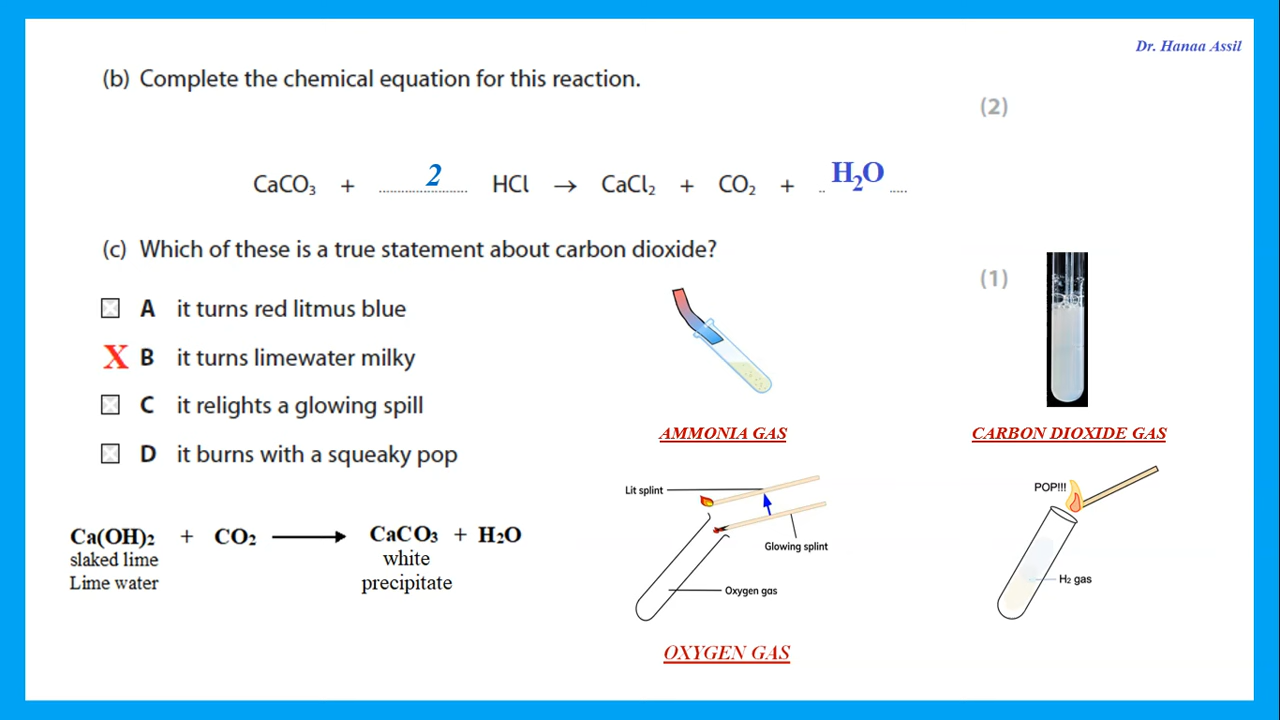 Dr. Hanaa Assil
(b) Complete the chemical equation for this reaction.
(2)
CaCO₃ + ........2........ HCl → CaCl₂ + CO₂ + .. H₂O .....
(c) Which of these is a true statement about carbon dioxide?
(1)
A it turns red litmus blue
X B it turns limewater milky
C it relights a glowing spill
D it burns with a squeaky pop
AMMONIA GAS
CARBON DIOXIDE GAS
Ca(OH)₂ + CO₂ ⟶ CaCO₃ + H₂O
slaked lime white
Lime water precipitate
Lit splint
Glowing splint
Oxygen gas
OXYGEN GAS
POP!!!
H₂ gas